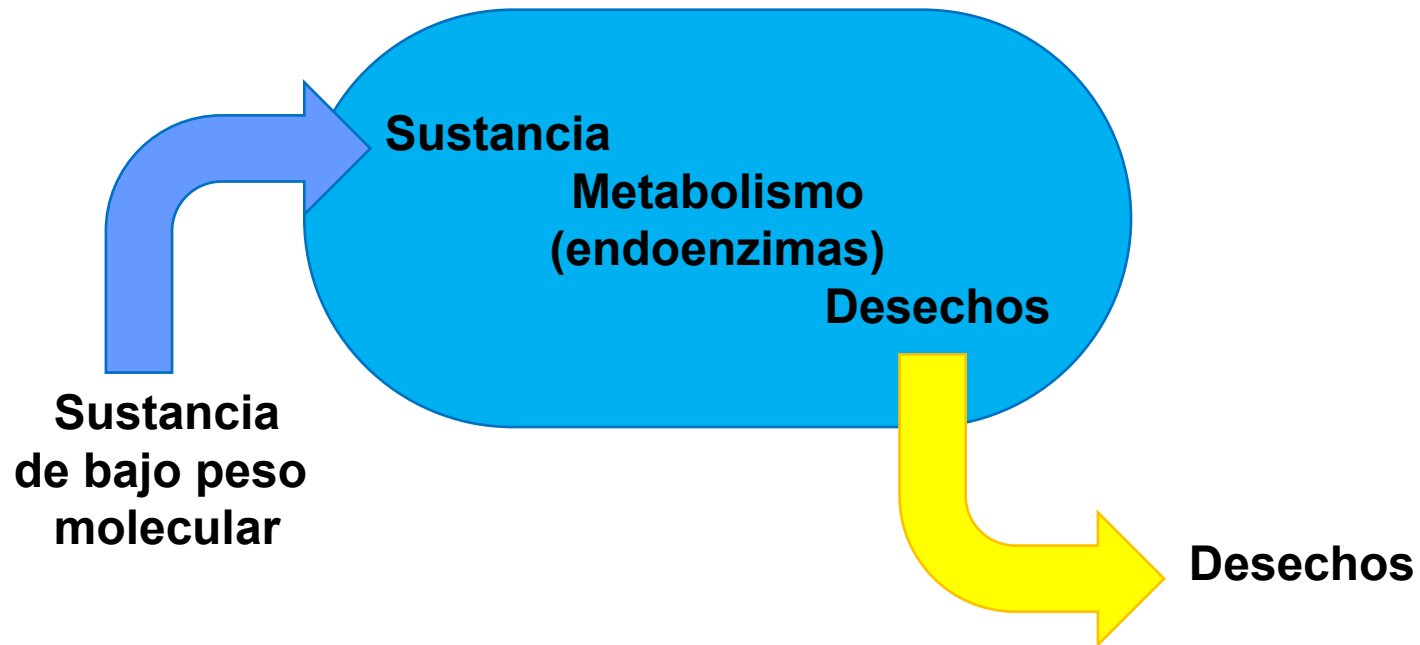 Sustancia
Metabolismo
(endoenzimas)
Desechos
Sustancia
de bajo peso
molecular
Desechos